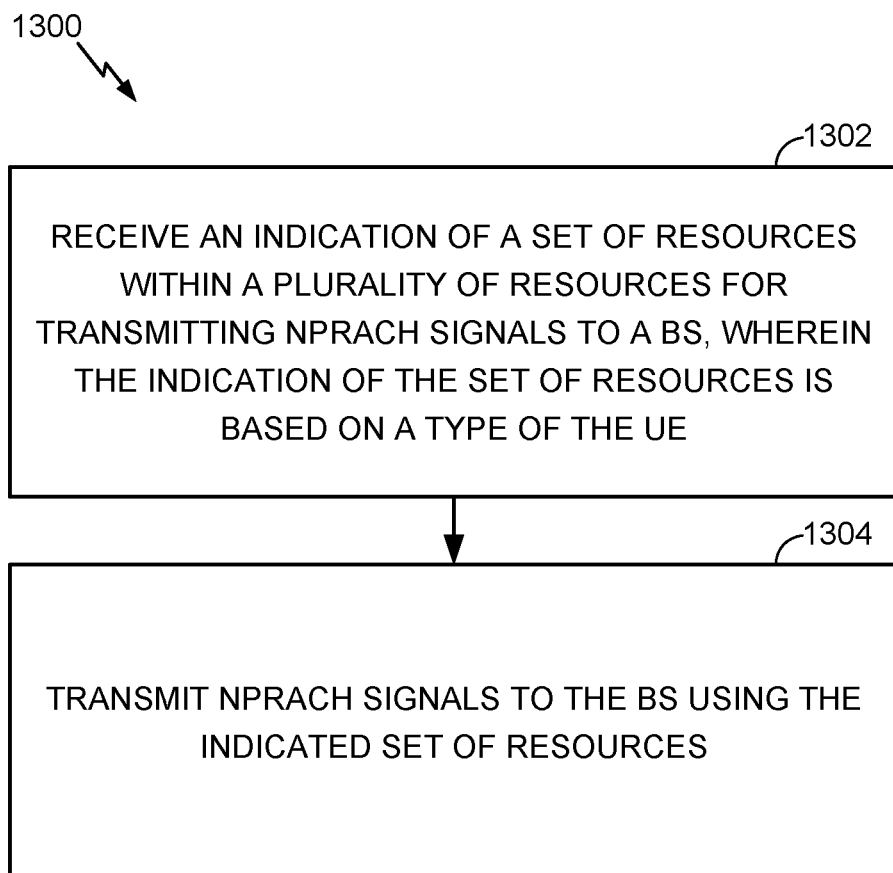 1300
1302
RECEIVE AN INDICATION OF A SET OF RESOURCES
WITHIN A PLURALITY OF RESOURCES FOR
TRANSMITTING NPRACH SIGNALS TO A BS, WHEREIN
THE INDICATION OF THE SET OF RESOURCES IS
BASED ON A TYPE OF THE UE
1304
TRANSMIT NPRACH SIGNALS TO THE BS USING THE
INDICATED SET OF RESOURCES